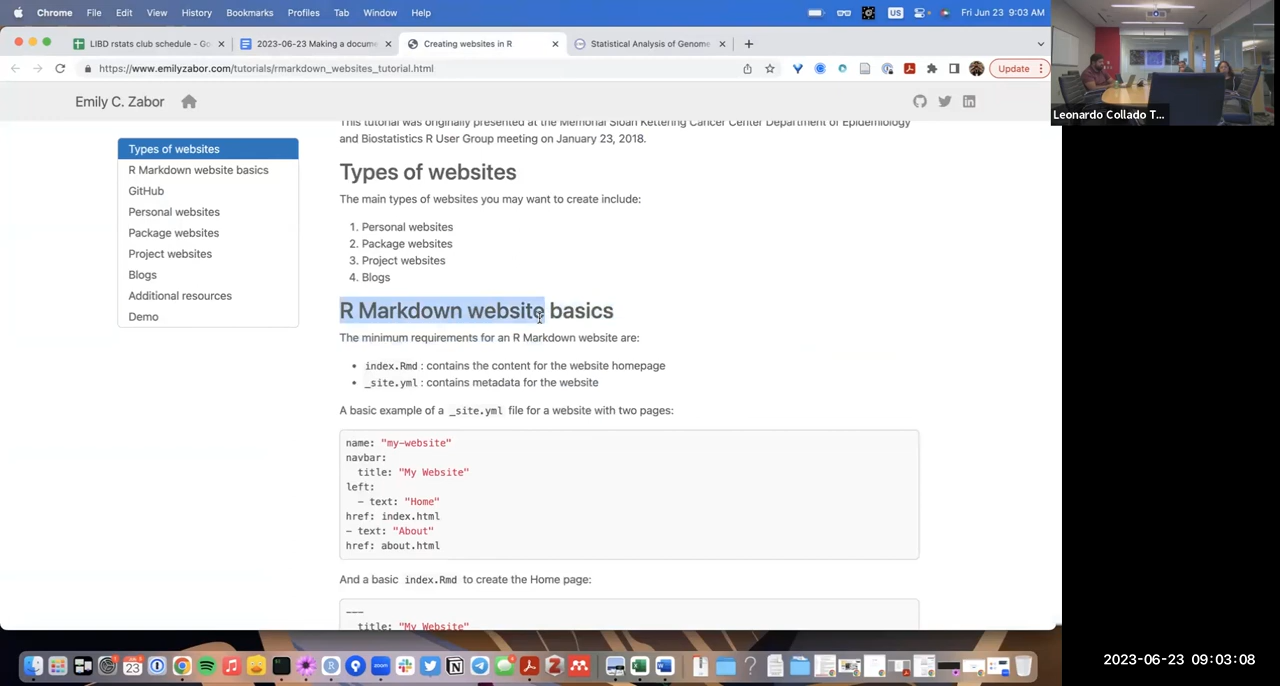 Chrome File Edit View History Bookmarks Profiles Tab Window Help US Fri Jun 23 9:03 AM
LIBD rstats club schedule - Go
2023-06-23 Making a docume
Creating websites in R
Statistical Analysis of Genome
https://www.emilyzabor.com/tutorials/rmarkdown_websites_tutorial.html
Update
Emily C. Zabor
Leonardo Collado T...
Types of websites
R Markdown website basics
GitHub
Personal websites
Package websites
Project websites
Blogs
Additional resources
Demo
This tutorial was originally presented at the Memorial Sloan Kettering Cancer Center Department of Epidemiology
and Biostatistics R User Group meeting on January 23, 2018.
Types of websites
The main types of websites you may want to create include:
1. Personal websites
2. Package websites
3. Project websites
4. Blogs
R Markdown website basics
The minimum requirements for an R Markdown website are:
• index.Rmd : contains the content for the website homepage
• _site.yml : contains metadata for the website
A basic example of a _site.yml file for a website with two pages:
name: "my-website"
navbar:
  title: "My Website"
left:
  - text: "Home"
href: index.html
- text: "About"
href: about.html
And a basic index.Rmd to create the Home page:
---
  title: "My Website"
23
zoom
2023-06-23 09:03:08